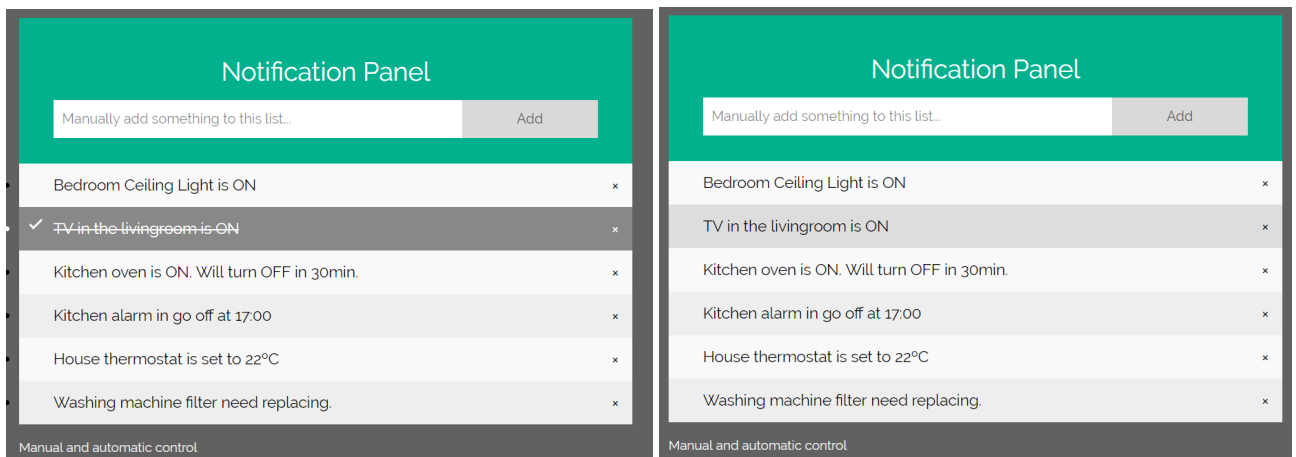 Notification Panel
Manually add something to this list...
Add
Bedroom Ceiling Light is ON
×
TV in the livingroom is ON
×
Kitchen oven is ON. Will turn OFF in 30min.
×
Kitchen alarm in go off at 17:00
×
House thermostat is set to 22ºC
×
Washing machine filter need replacing.
×
Manual and automatic control
Notification Panel
Manually add something to this list...
Add
Bedroom Ceiling Light is ON
×
TV in the livingroom is ON
×
Kitchen oven is ON. Will turn OFF in 30min.
×
Kitchen alarm in go off at 17:00
×
House thermostat is set to 22ºC
×
Washing machine filter need replacing.
×
Manual and automatic control